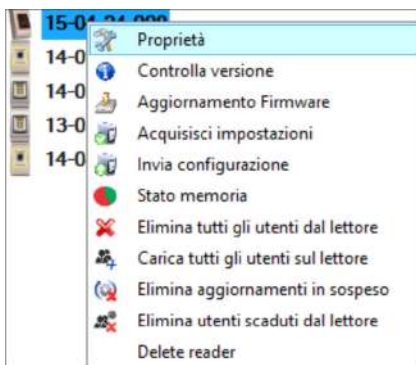 15-04-24-000
Proprietà
14-0
Controlla versione
14-0
Aggiornamento Firmware
13-0
Acquisisci impostazioni
14-0
Invia configurazione
Stato memoria
Elimina tutti gli utenti dal lettore
Carica tutti gli utenti sul lettore
Elimina aggiornamenti in sospeso
Elimina utenti scaduti dal lettore
Delete reader